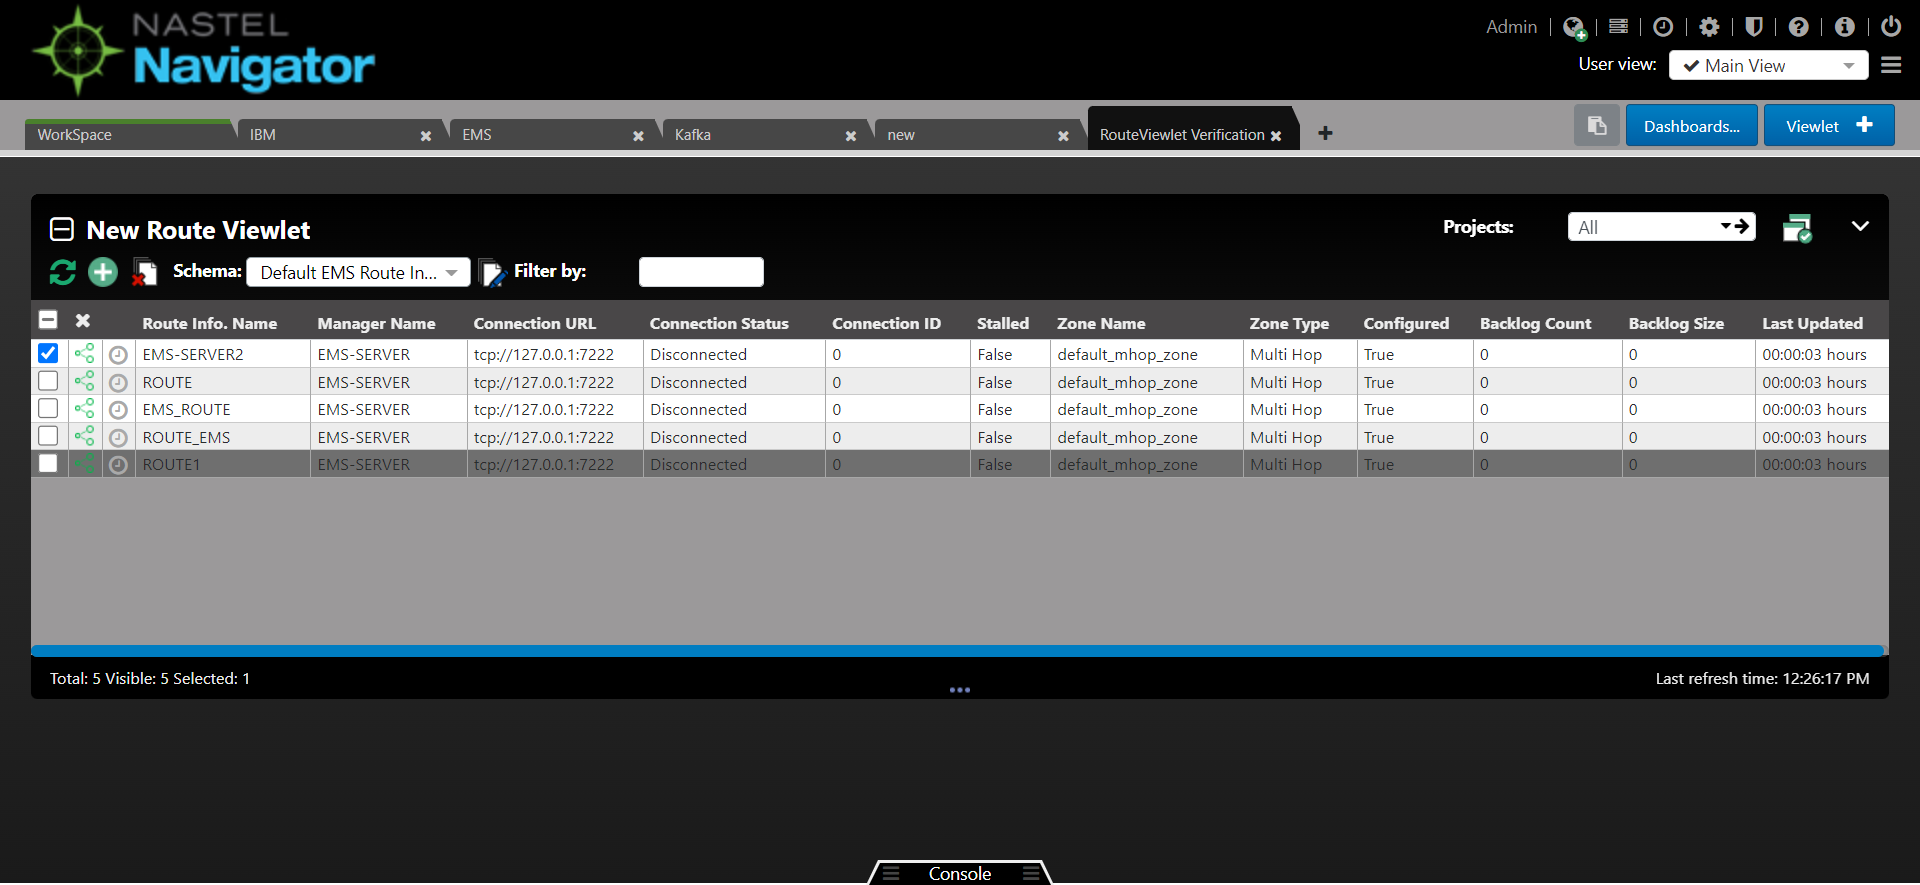 NASTEL
Navigator
Admin
User view: Main View
WorkSpace IBM EMS Kafka new RouteViewlet Verification Dashboards... Viewlet
New Route Viewlet Projects: All
Schema: Default EMS Route In... Filter by:
Route Info. Name Manager Name Connection URL Connection Status Connection ID Stalled Zone Name Zone Type Configured Backlog Count Backlog Size Last Updated
EMS-SERVER2 EMS-SERVER tcp://127.0.0.1:7222 Disconnected 0 False default_mhop_zone Multi Hop True 0 0 00:00:03 hours
ROUTE EMS-SERVER tcp://127.0.0.1:7222 Disconnected 0 False default_mhop_zone Multi Hop True 0 0 00:00:03 hours
EMS_ROUTE EMS-SERVER tcp://127.0.0.1:7222 Disconnected 0 False default_mhop_zone Multi Hop True 0 0 00:00:03 hours
ROUTE_EMS EMS-SERVER tcp://127.0.0.1:7222 Disconnected 0 False default_mhop_zone Multi Hop True 0 0 00:00:03 hours
ROUTE1 EMS-SERVER tcp://127.0.0.1:7222 Disconnected 0 False default_mhop_zone Multi Hop True 0 0 00:00:03 hours
Total: 5 Visible: 5 Selected: 1 Last refresh time: 12:26:17 PM
Console